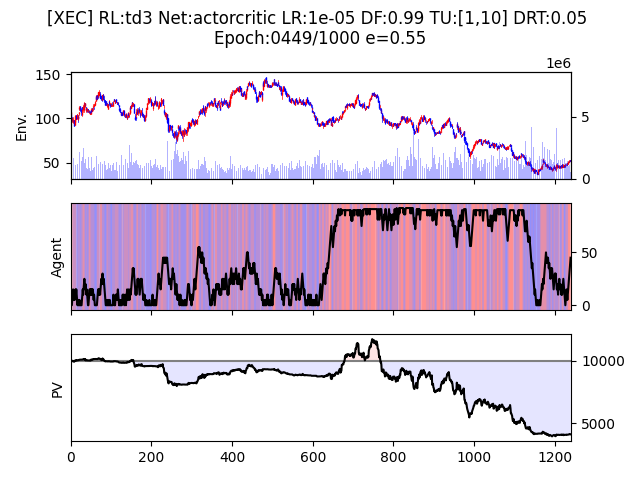 [XEC] RL:td3 Net:actorcritic LR:1e-05 DF:0.99 TU:[1,10] DRT:0.05
Epoch:0449/1000 e=0.55
1e6
150
100
50
Env.
5
0
Agent
50
0
PV
10000
5000
0 200 400 600 800 1000 1200